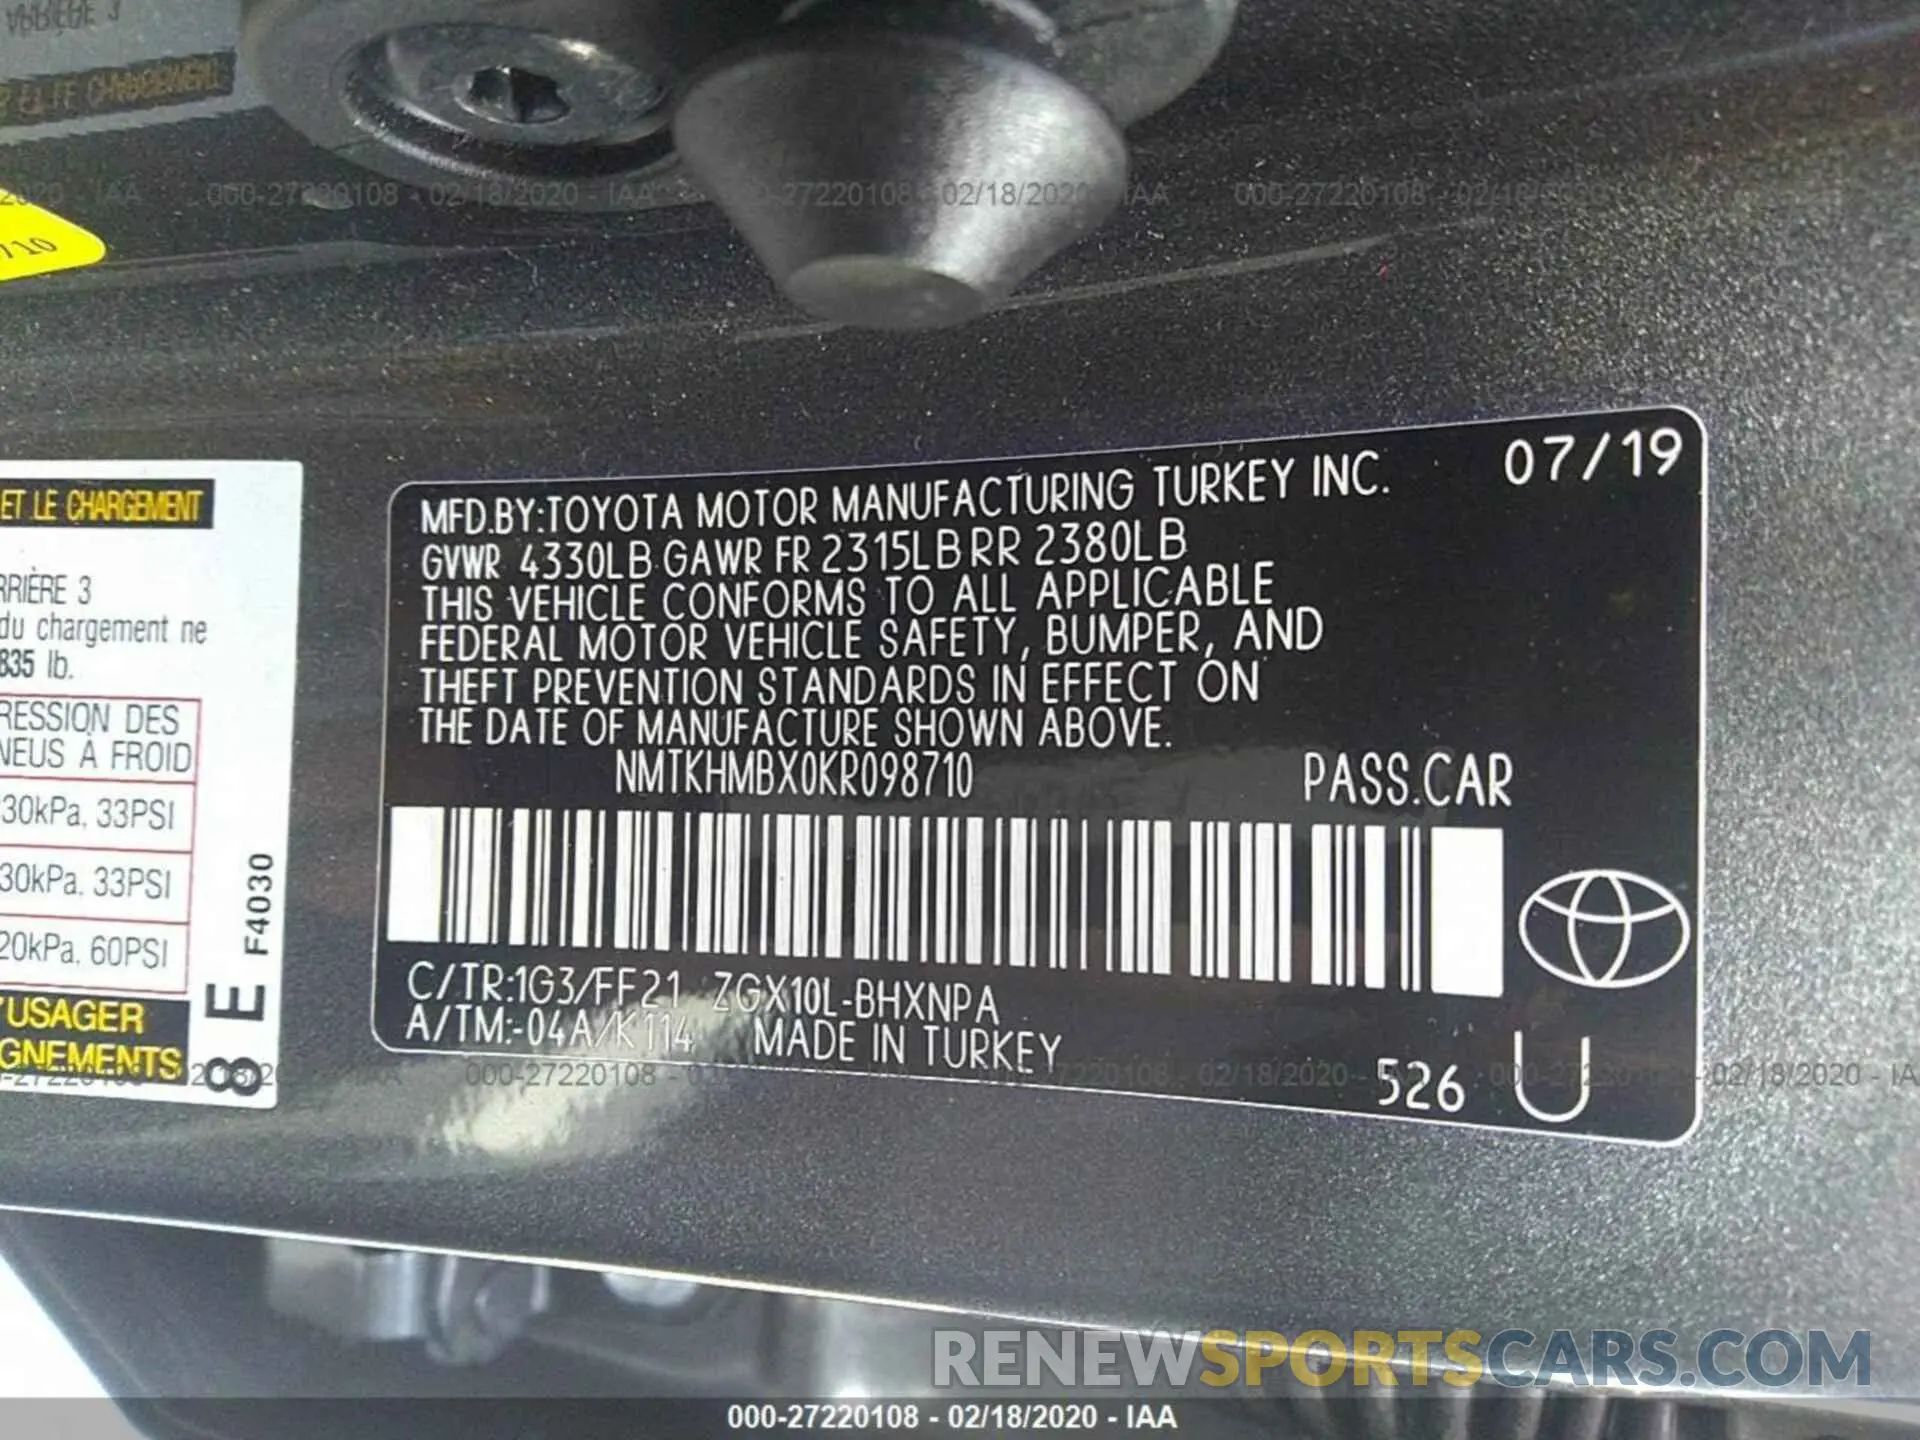 000-27220108 - 02/18/2020 - IAA
710
MFD.BY:TOYOTA MOTOR MANUFACTURING TURKEY INC. 07/19
GVWR 4330LB GAWR FR 2315LB RR 2380LB
THIS VEHICLE CONFORMS TO ALL APPLICABLE
FEDERAL MOTOR VEHICLE SAFETY, BUMPER, AND
THEFT PREVENTION STANDARDS IN EFFECT ON
THE DATE OF MANUFACTURE SHOWN ABOVE.
NMTKHMBX0KR098710 PASS.CAR
C/TR:1G3/FF21 ZGX10L-BHXNPA
A/TM:-04A/K114 MADE IN TURKEY
526 U
ET LE CHARGEMENT
RRIÈRE 3
du chargement ne
835 lb.
RESSION DES
NEUS À FROID
30kPa, 33PSI
30kPa, 33PSI
20kPa, 60PSI
'USAGER
GNEMENTS
8 E F4030
RENEWSPORTSCARS.COM
000-27220108 - 02/18/2020 - IAA